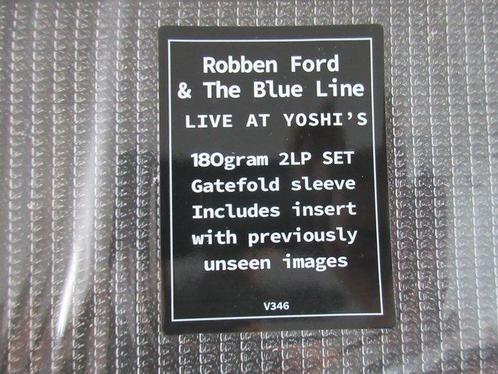 Robben Ford
& The Blue Line
LIVE AT YOSHI'S
180gram 2LP SET
Gatefold sleeve
Includes insert
with previously
unseen images
V346